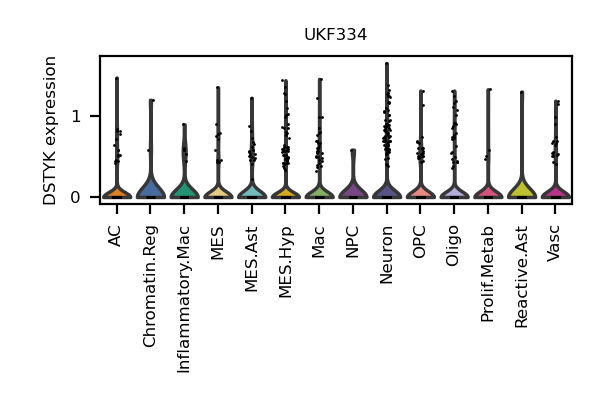 UKF334
DSTYK expression
1
0
AC
Chromatin.Reg
Inflammatory.Mac
MES
MES.Ast
MES.Hyp
Mac
NPC
Neuron
OPC
Oligo
Prolif.Metab
Reactive.Ast
Vasc